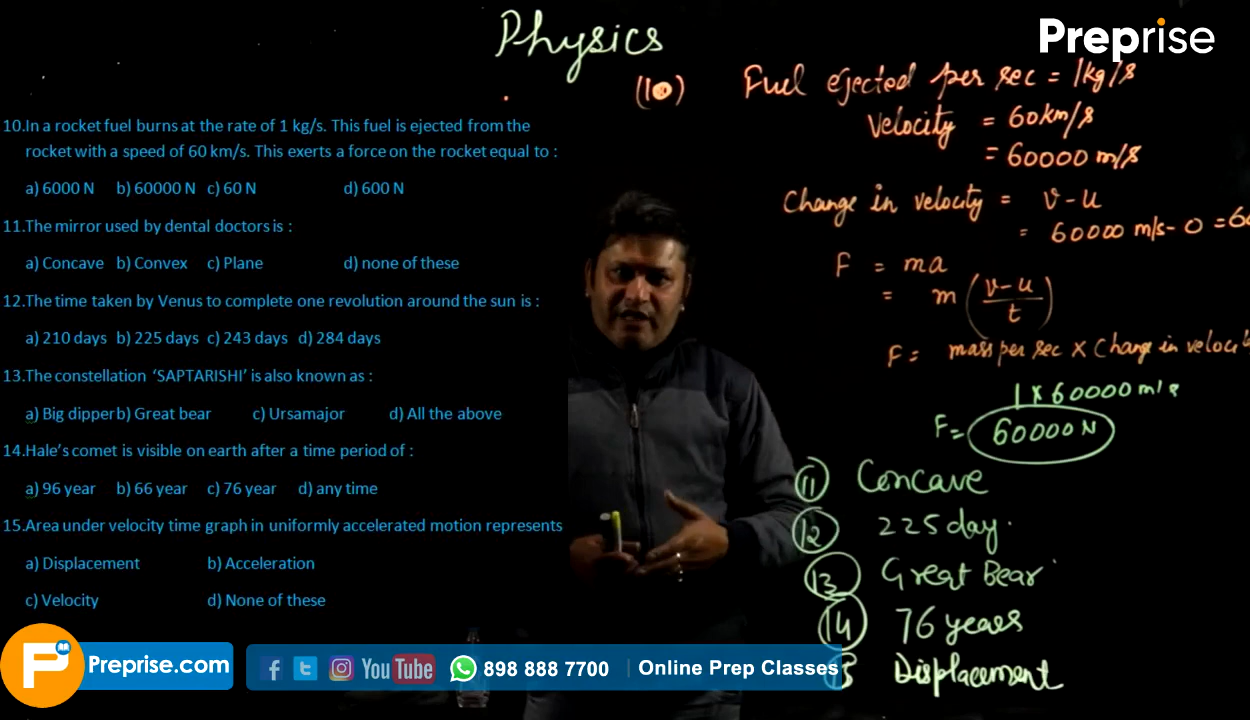 Physics
Preprise
10.In a rocket fuel burns at the rate of 1 kg/s. This fuel is ejected from the
rocket with a speed of 60 km/s. This exerts a force on the rocket equal to :
a) 6000 N b) 60000 N c) 60 N d) 600 N
11.The mirror used by dental doctors is :
a) Concave b) Convex c) Plane d) none of these
12.The time taken by Venus to complete one revolution around the sun is :
a) 210 days b) 225 days c) 243 days d) 284 days
13.The constellation ‘SAPTARISHI’ is also known as :
a) Big dipper b) Great bear c) Ursamajor d) All the above
14.Hale’s comet is visible on earth after a time period of :
a) 96 year b) 66 year c) 76 year d) any time
15.Area under velocity time graph in uniformly accelerated motion represents
a) Displacement b) Acceleration
c) Velocity d) None of these
(10) Fuel ejected per sec = 1kg/s
Velocity = 60km/s
= 60000 m/s
Change in velocity = v-u
= 60000 m/s - 0 = 60
F = ma
= m (v-u/t)
F = mass per sec x Change in veloci
1 x 60000 m/s
F = 60000 N
11 Concave
12 225 day.
13 Great Bear
14 76 years
Displacement
P
Preprise.com
f You Tube 898 888 7700 | Online Prep Classes